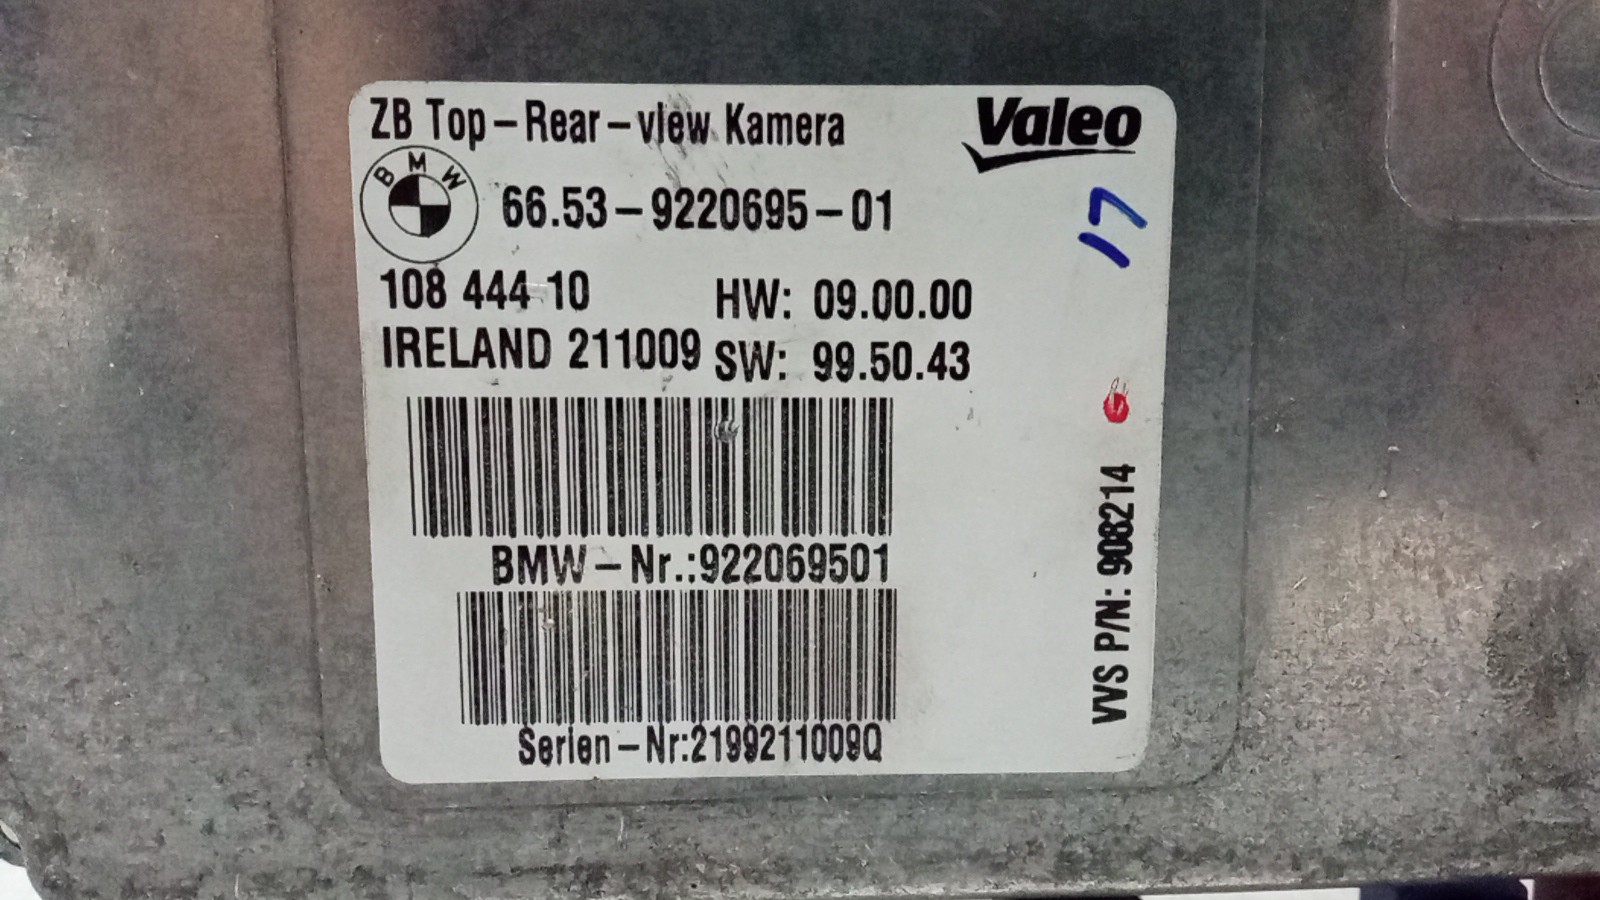 ZB Top-Rear-view Kamera
Valeo
BMW
66.53-9220695-01
17
108 444 10
HW: 09.00.00
IRELAND 211009
SW: 99.50.43
BMW-Nr.:922069501
Serien-Nr:2199211009Q
VVS P/N: 908214